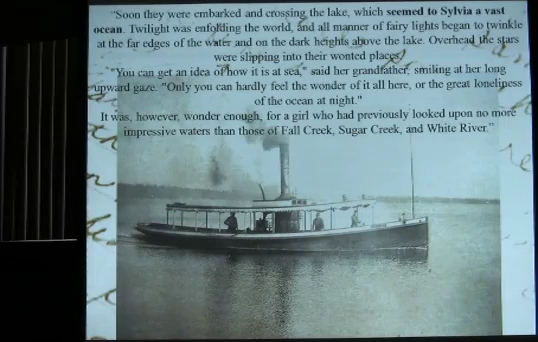 "Soon they were embarked and crossing the lake, which seemed to Sylvia a vast
ocean. Twilight was enfolding the world, and all manner of fairy lights began to twinkle
at the far edges of the water and on the dark heights above the lake. Overhead the stars
were slipping into their wonted places.
"You can get an idea of how it is at sea," said her grandfather, smiling at her long
upward gaze. "Only you can hardly feel the wonder of it all here, or the great loneliness
of the ocean at night."
It was, however, wonder enough, for a girl who had previously looked upon no more
impressive waters than those of Fall Creek, Sugar Creek, and White River."